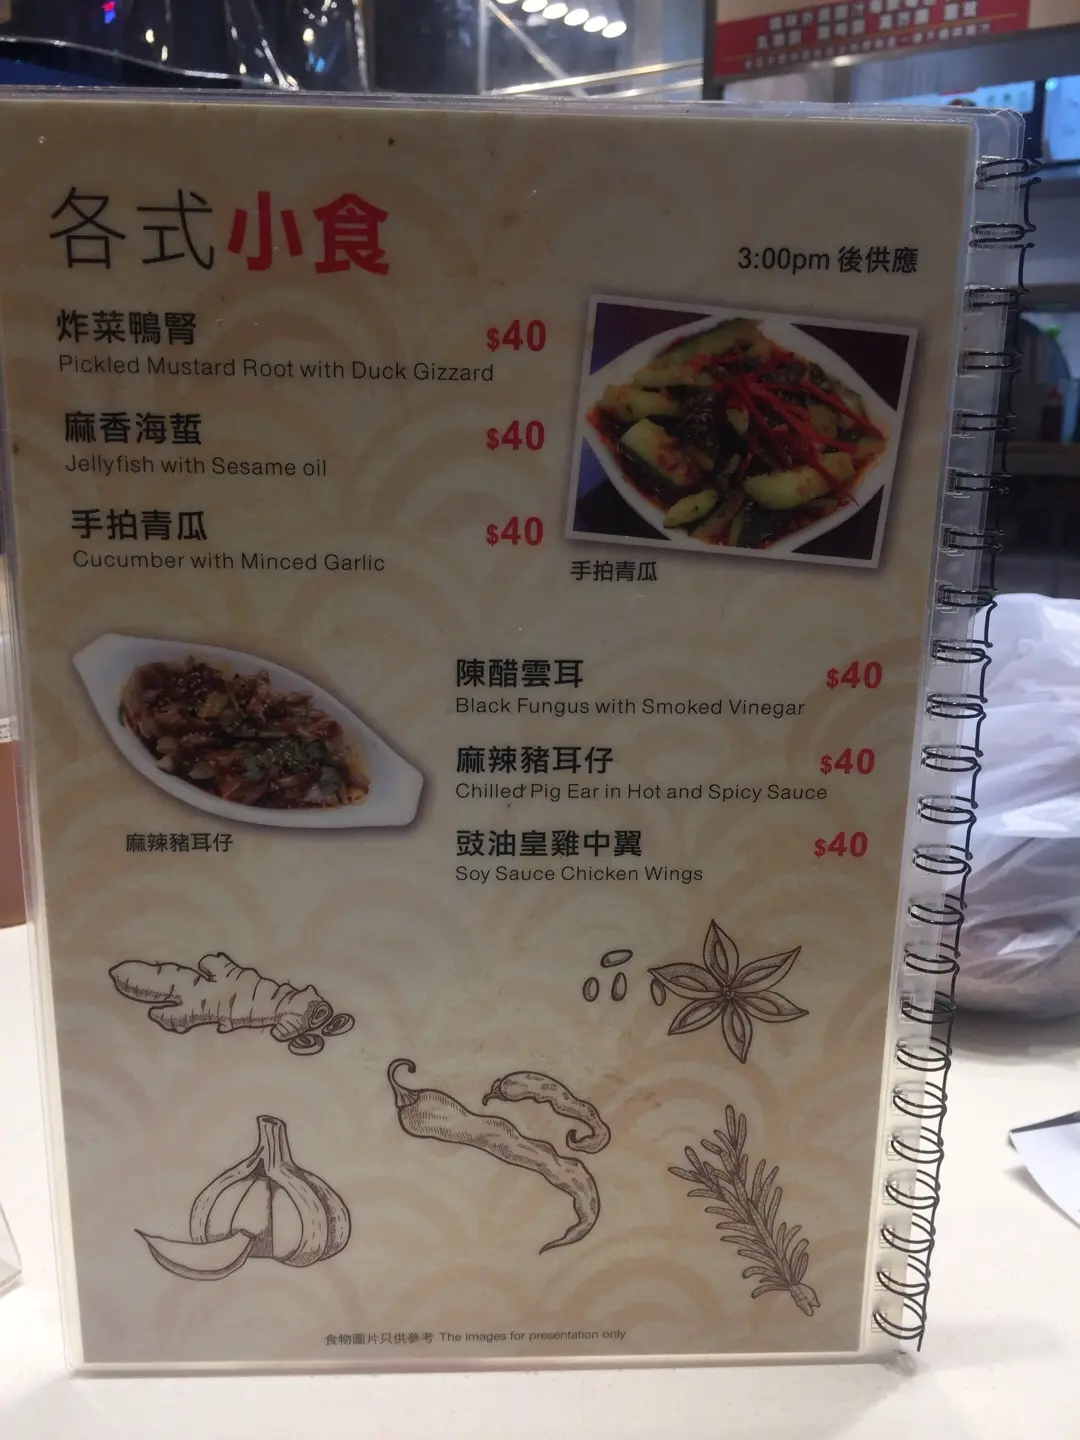 各式小食
3:00pm 後供應
炸菜鴨腎
$40
Pickled Mustard Root with Duck Gizzard
麻香海蜇
$40
Jellyfish with Sesame oil
手拍青瓜
$40
Cucumber with Minced Garlic
手拍青瓜
陳醋雲耳
$40
Black Fungus with Smoked Vinegar
麻辣豬耳仔
$40
Chilled Pig Ear in Hot and Spicy Sauce
麻辣豬耳仔
豉油皇雞中翼
$40
Soy Sauce Chicken Wings
食物圖片只供參考 The images for presentation only